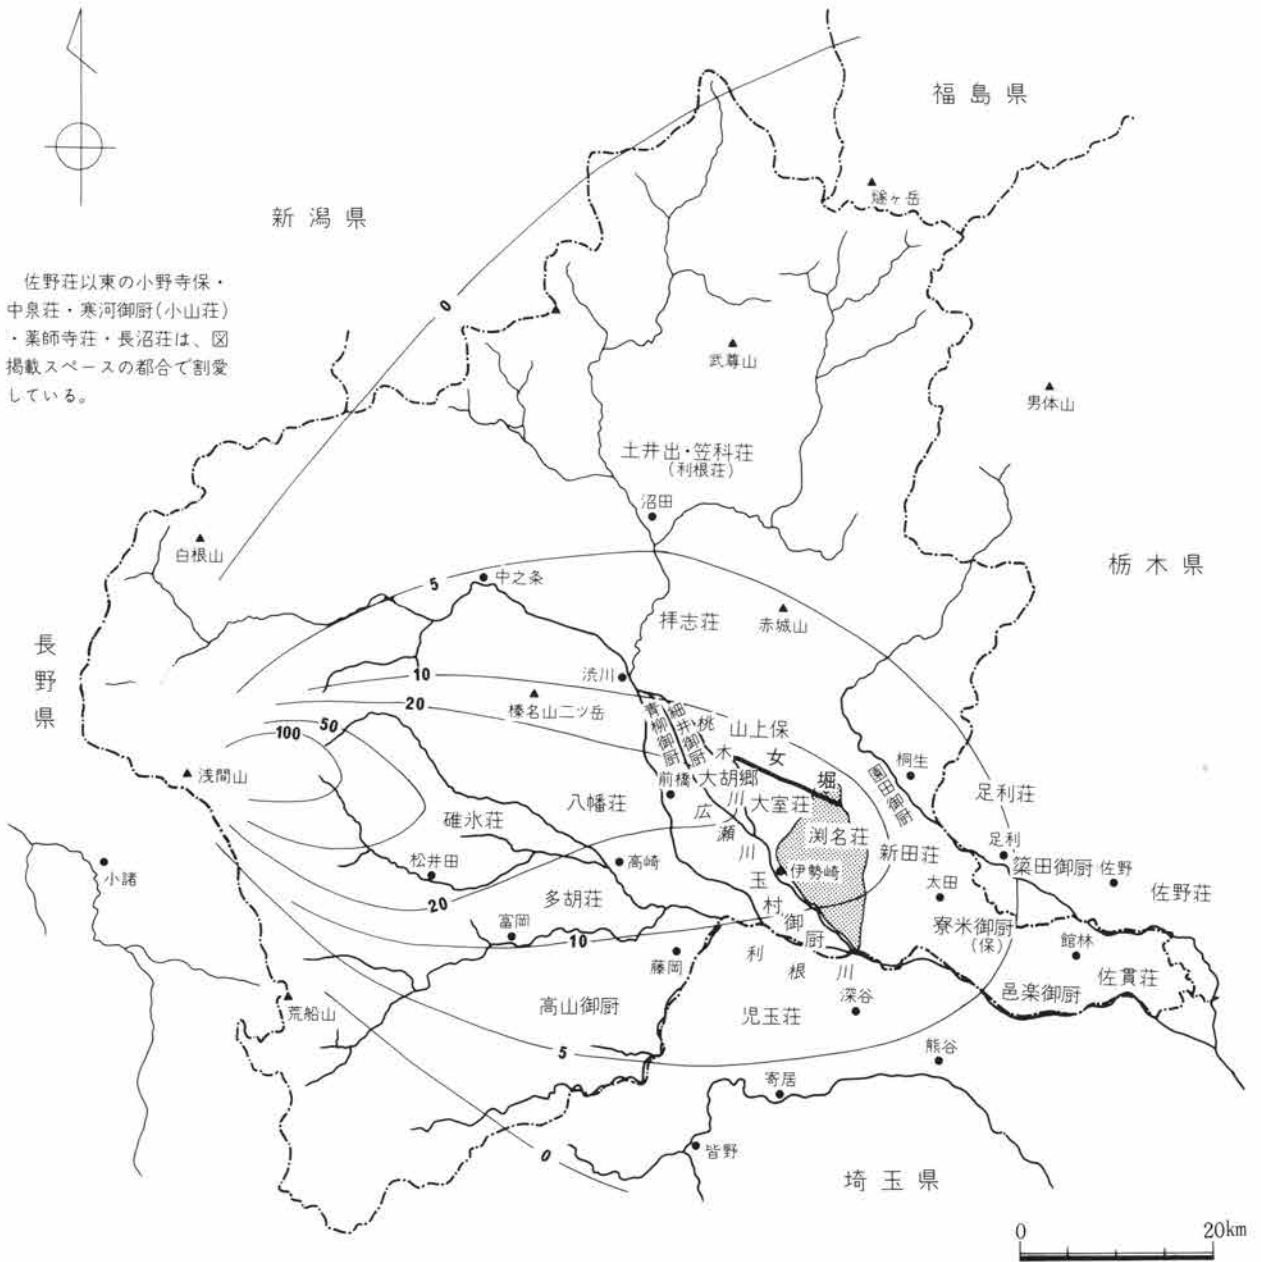 福島県
燧ヶ岳
新潟県
佐野荘以東の小野寺保・
中泉荘・寒河御厨(小山荘)
・薬師寺荘・長沼荘は、図
掲載スペースの都合で割愛
している。
0
武尊山
男体山
土井出・笠科荘
(利根荘)
沼田
白根山
栃木県
5
中之条
拝志荘
赤城山
長野県
渋川
10
20
榛名山二ツ岳
青柳御厨
細井御厨
桃木川
山上保
女堀
50
100
浅間山
前橋
大胡郷
桐生
園田御厨
足利荘
八幡荘
広瀬川
大室荘
渕名荘
碓氷荘
新田荘
足利
簗田御厨
佐野
佐野荘
小諸
松井田
高崎
伊勢崎
太田
20
多胡荘
玉村御厨
寮米御厨
(保)
富岡
10
館林
藤岡
利根川
佐貫荘
荒船山
高山御厨
児玉荘
深谷
邑楽御厨
5
熊谷
寄居
0
皆野
埼玉県
0
20km